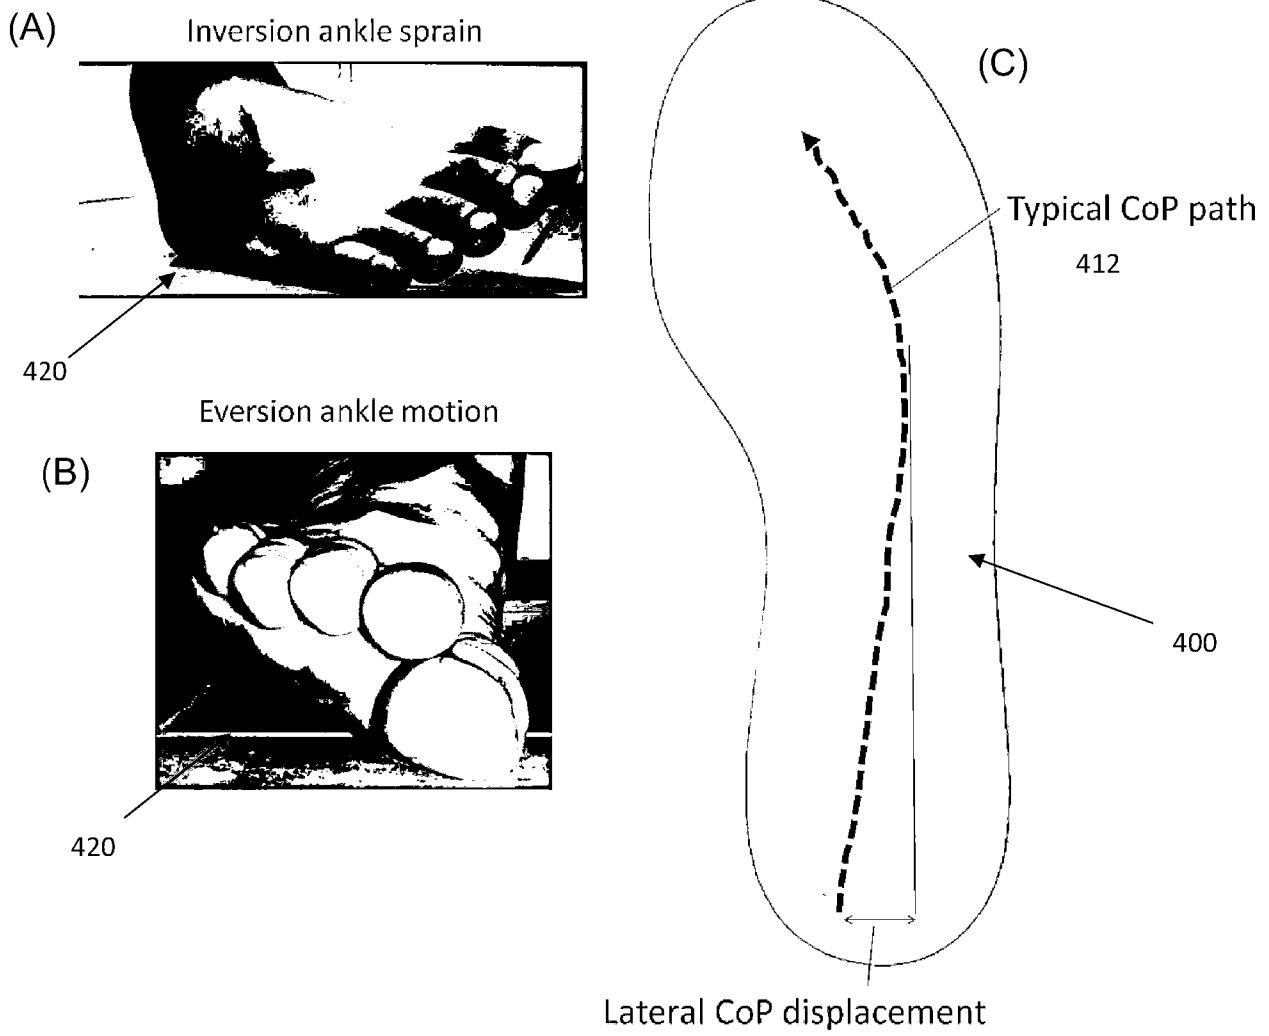 (A)
Inversion ankle sprain
420
Eversion ankle motion
(B)
420
(C)
Typical CoP path
412
400
Lateral CoP displacement